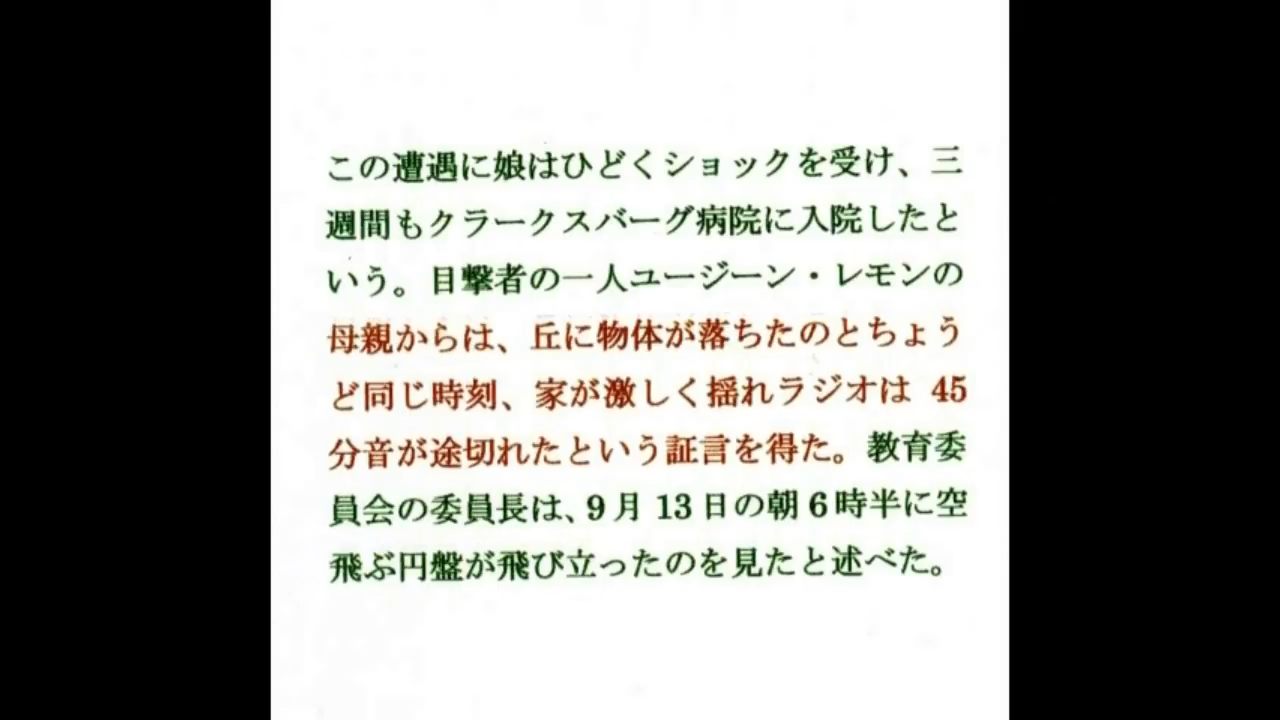 この遭遇に娘はひどくショックを受け、三
週間もクラークスバーグ病院に入院したと
いう。目撃者の一人ユージーン・レモンの
母親からは、丘に物体が落ちたのとちょう
ど同じ時刻、家が激しく揺れラジオは 45
分音が途切れたという証言を得た。教育委
員会の委員長は、9月 13 日の朝 6 時半に空
飛ぶ円盤が飛び立ったのを見たと述べた。